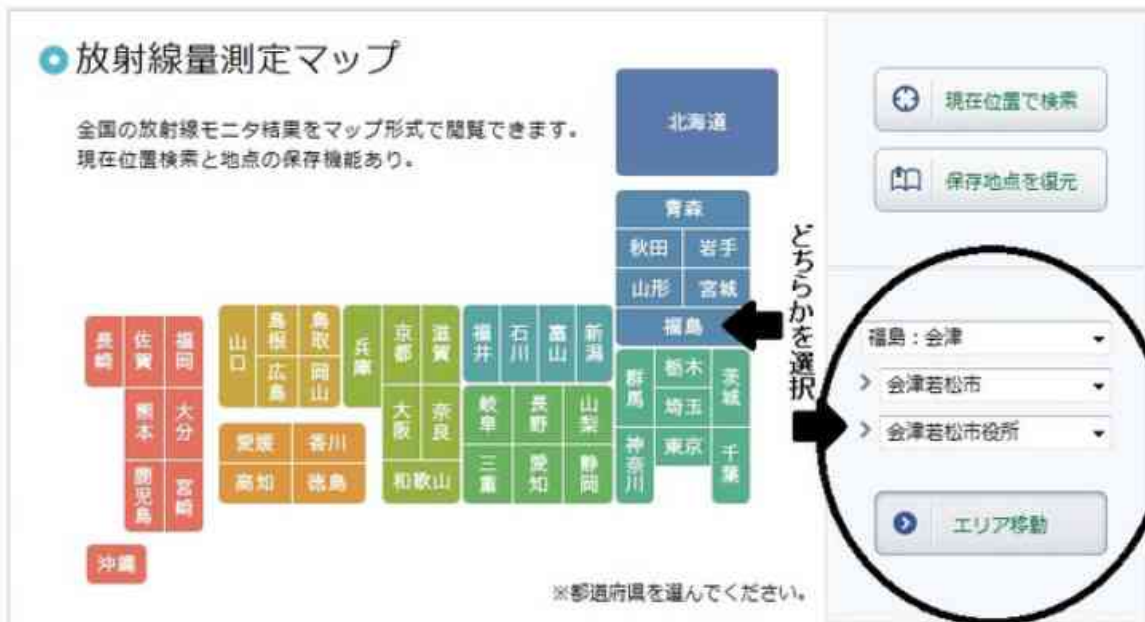 放射線量測定マップ
全国の放射線モニタ結果をマップ形式で閲覧できます。
現在位置検索と地点の保存機能あり。
北海道
青森
秋田
岩手
山形
宮城
福島
どちらかを選択
新潟
富山
石川
福井
滋賀
京都
兵庫
鳥取
島根
岡山
広島
山口
福岡
佐賀
長崎
大分
熊本
宮崎
鹿児島
沖縄
愛媛
香川
高知
徳島
大阪
奈良
和歌山
岐阜
長野
山梨
三重
愛知
静岡
群馬
栃木
茨城
埼玉
神奈川
東京
千葉
※都道府県を選んでください。
現在位置で検索
保存地点を復元
福島：会津
会津若松市
会津若松市役所
エリア移動